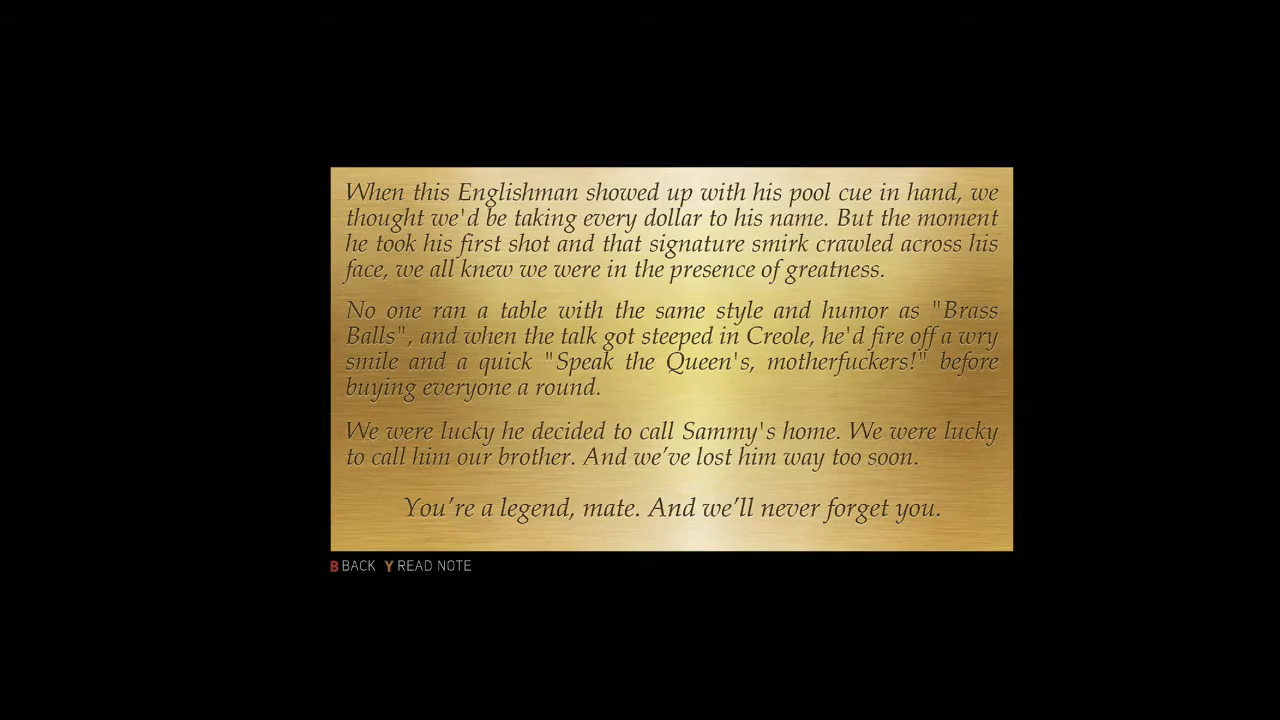 When this Englishman showed up with his pool cue in hand, we
thought we'd be taking every dollar to his name. But the moment
he took his first shot and that signature smirk crawled across his
face, we all knew we were in the presence of greatness.
No one ran a table with the same style and humor as "Brass
Balls", and when the talk got steeped in Creole, he'd fire off a wry
smile and a quick "Speak the Queen's, motherfuckers!" before
buying everyone a round.
We were lucky he decided to call Sammy's home. We were lucky
to call him our brother. And we’ve lost him way too soon.
You’re a legend, mate. And we’ll never forget you.
B BACK Y READ NOTE